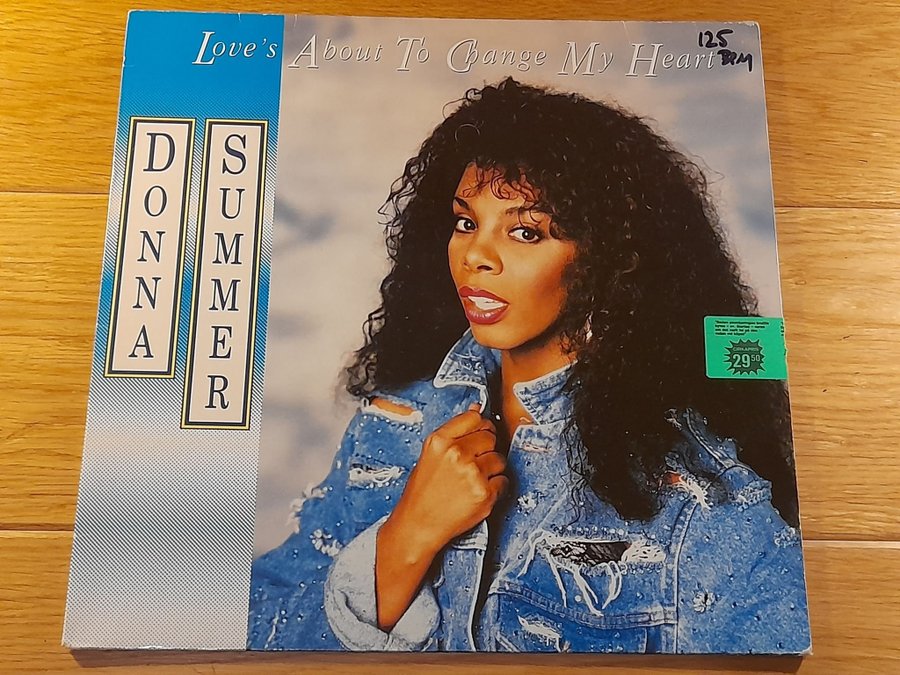 Love's About To Change My Heart
125
BPM
DONNA
SUMMER
29 50